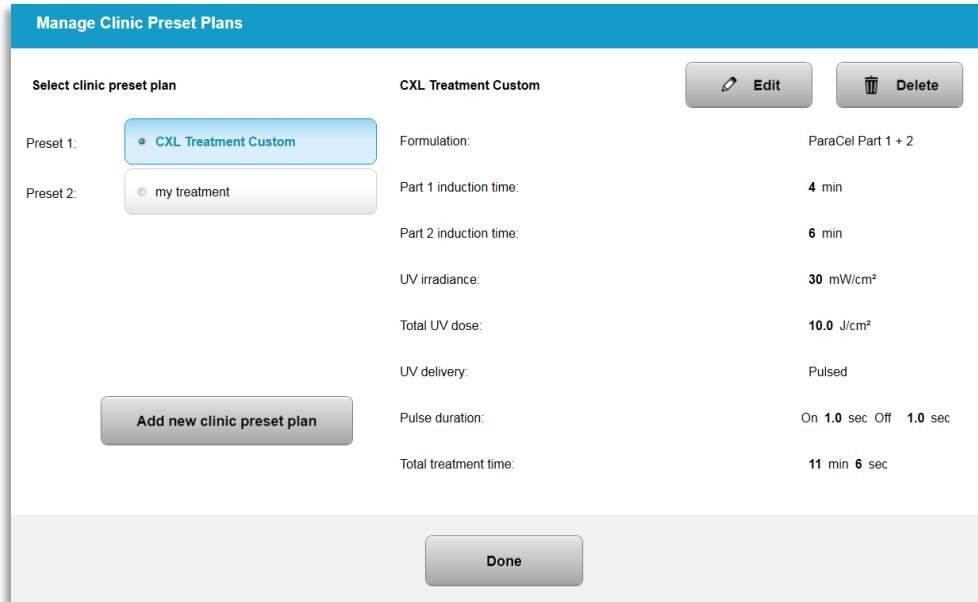 Manage Clinic Preset Plans
Select clinic preset plan
CXL Treatment Custom
Edit
Delete
Preset 1:
CXL Treatment Custom
Preset 2:
my treatment
Add new clinic preset plan
Formulation: ParaCel Part 1 + 2
Part 1 induction time: 4 min
Part 2 induction time: 6 min
UV irradiance: 30 mW/cm²
Total UV dose: 10.0 J/cm²
UV delivery: Pulsed
Pulse duration: On 1.0 sec Off 1.0 sec
Total treatment time: 11 min 6 sec
Done